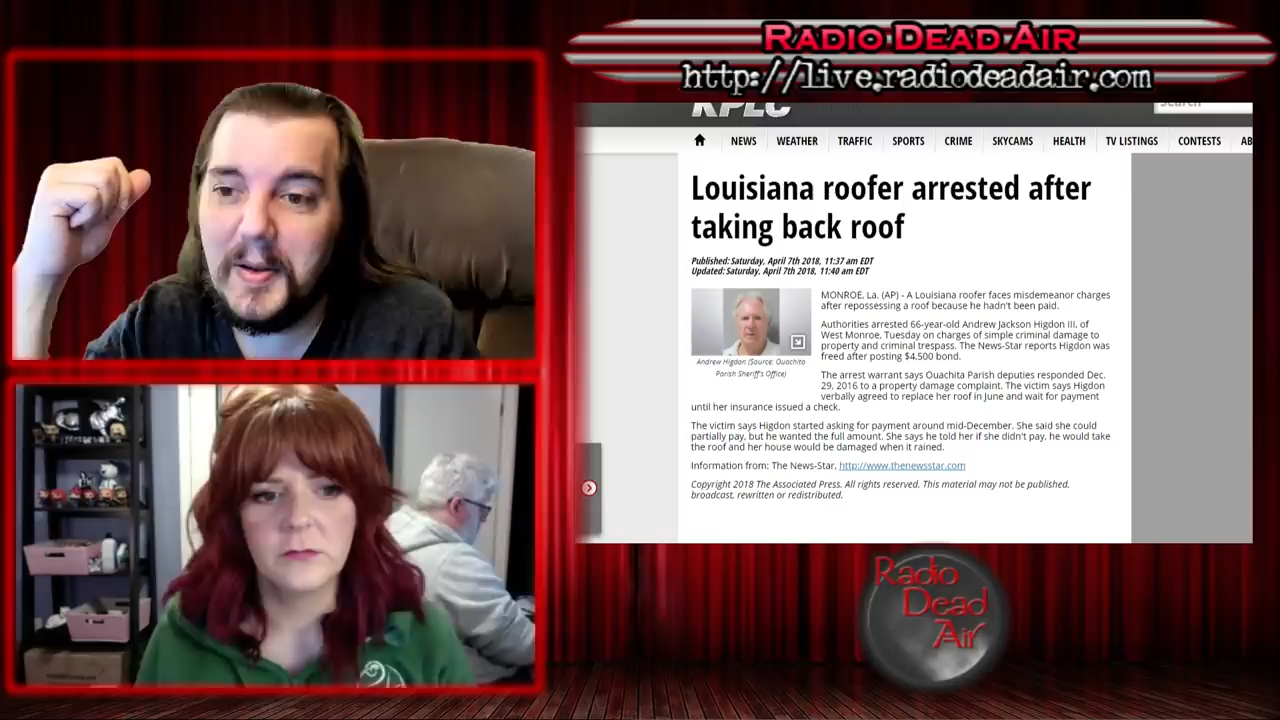 RADIO DEAD AIR
http://live.radiodeadair.com
KPLC
Search
NEWS WEATHER TRAFFIC SPORTS CRIME SKYCAMS HEALTH TV LISTINGS CONTESTS AB
Louisiana roofer arrested after
taking back roof
Published: Saturday, April 7th 2018, 11:37 am EDT
Updated: Saturday, April 7th 2018, 11:40 am EDT
MONROE, La. (AP) - A Louisiana roofer faces misdemeanor charges
after repossessing a roof because he hadn't been paid.
Authorities arrested 66-year-old Andrew Jackson Higdon III, of
West Monroe, Tuesday on charges of simple criminal damage to
property and criminal trespass. The News-Star reports Higdon was
freed after posting $4,500 bond.
Andrew Higdon (Source: Ouachita
Parish Sheriff's Office)
The arrest warrant says Ouachita Parish deputies responded Dec.
29, 2016 to a property damage complaint. The victim says Higdon
verbally agreed to replace her roof in June and wait for payment
until her insurance issued a check.
The victim says Higdon started asking for payment around mid-December. She said she could
partially pay, but he wanted the full amount. She says he told her if she didn't pay, he would take
the roof and her house would be damaged when it rained.
Information from: The News-Star, http://www.thenewsstar.com
Copyright 2018 The Associated Press. All rights reserved. This material may not be published,
broadcast, rewritten or redistributed.
Radio
Dead
Air